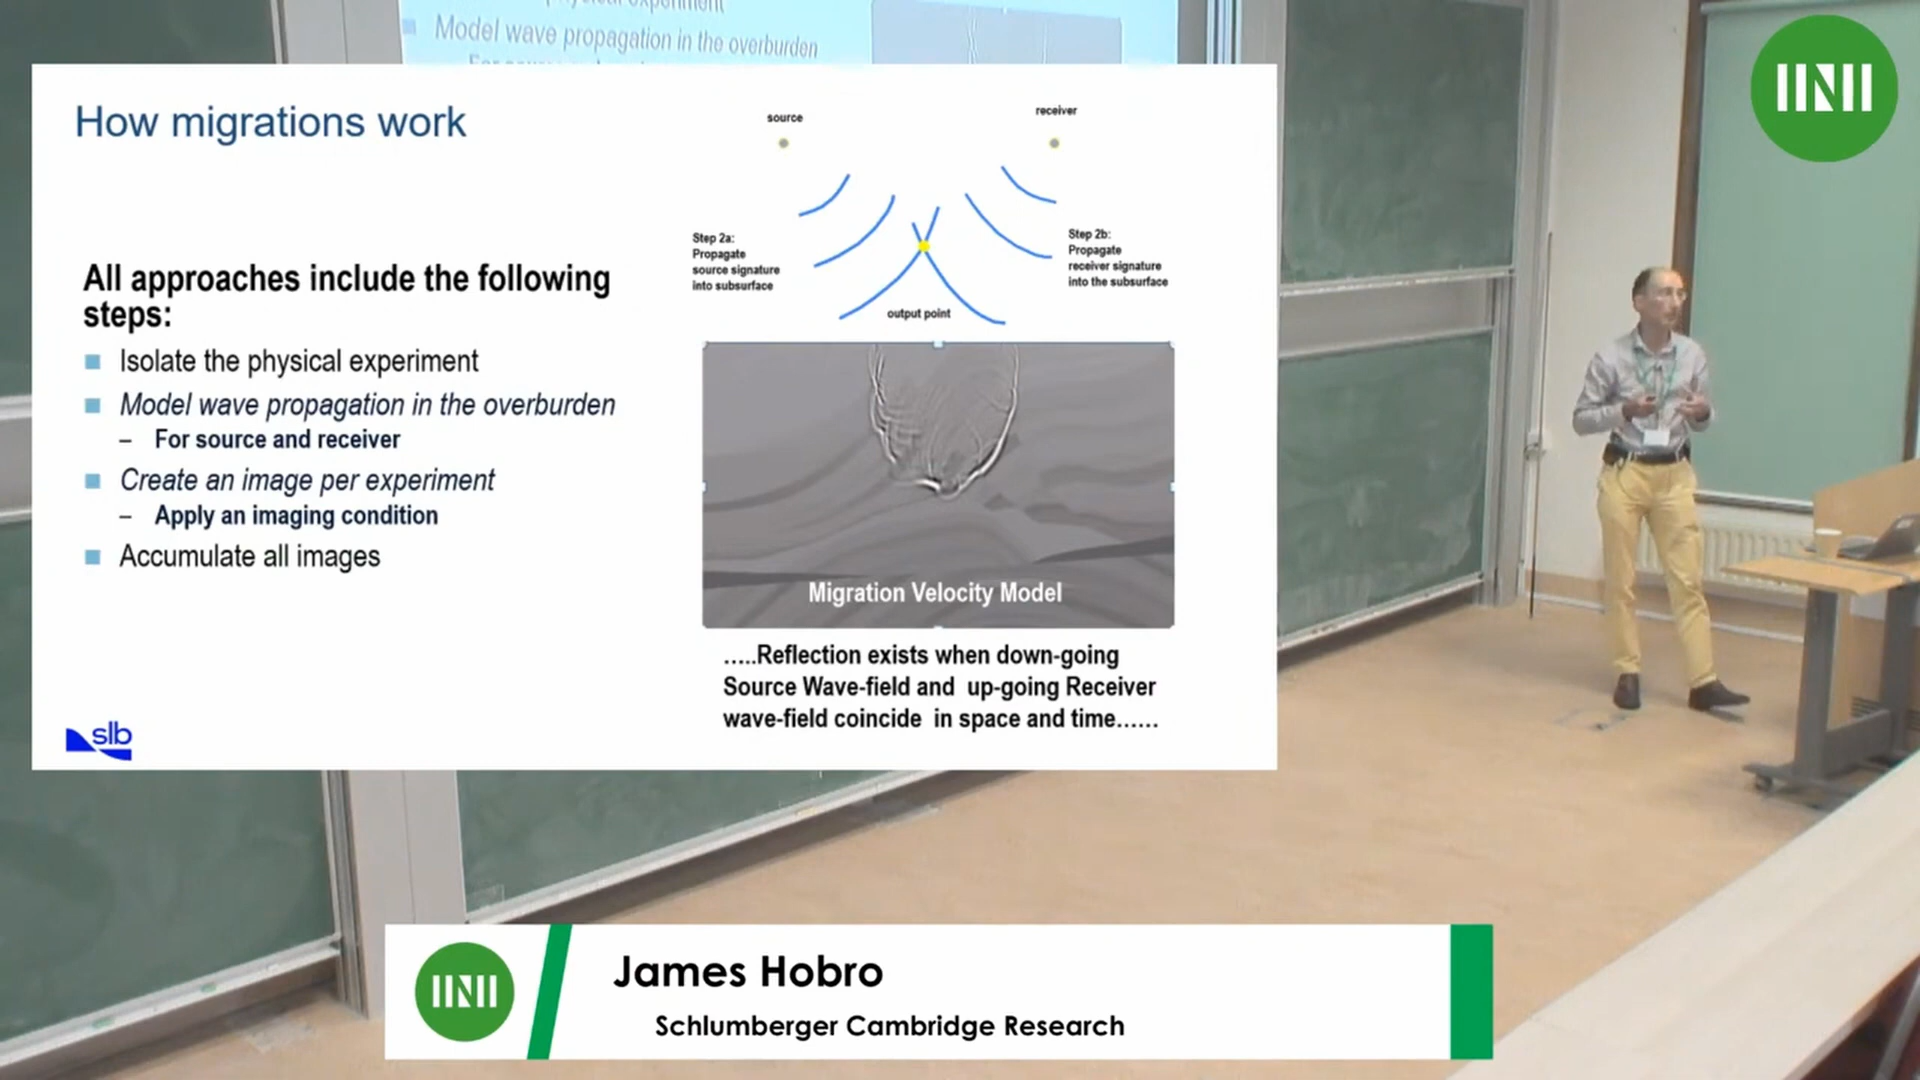 physical experiment
Model wave propagation in the overburden
How migrations work
All approaches include the following
steps:
Isolate the physical experiment
Model wave propagation in the overburden
– For source and receiver
Create an image per experiment
– Apply an imaging condition
Accumulate all images
slb
source
receiver
Step 2a:
Propagate
source signature
into subsurface
Step 2b:
Propagate
receiver signature
into the subsurface
output point
Migration Velocity Model
.....Reflection exists when down-going
Source Wave-field and up-going Receiver
wave-field coincide in space and time......
IINII
IINII
James Hobro
Schlumberger Cambridge Research